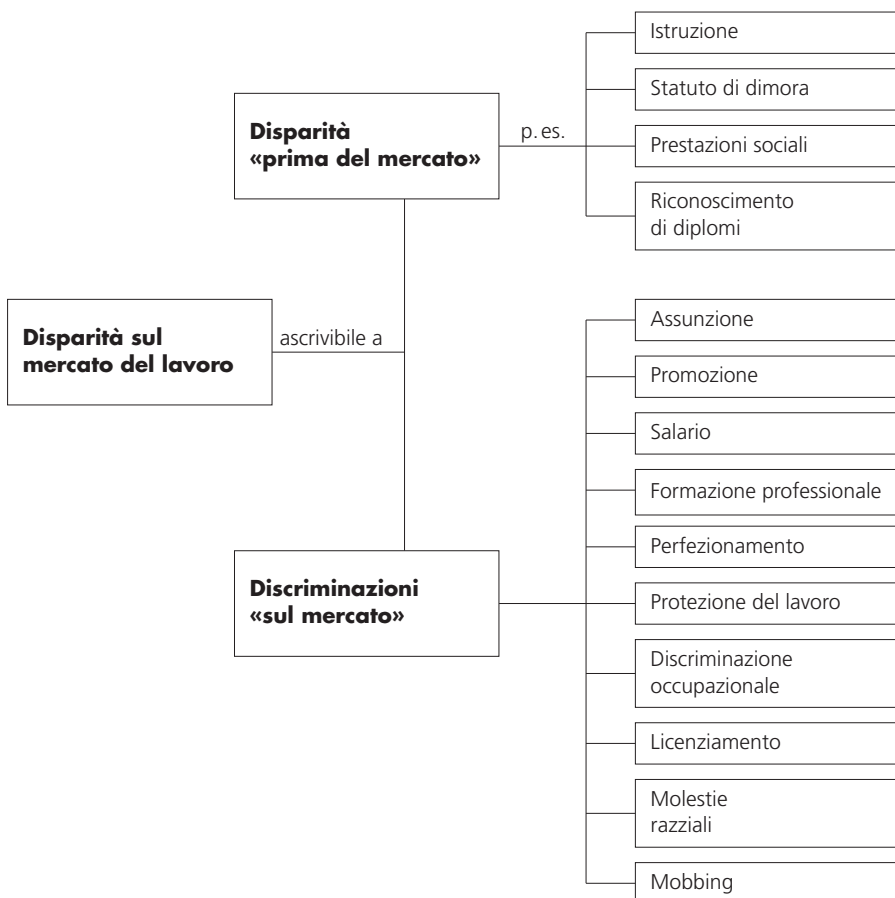 Disparità sul
mercato del lavoro
ascrivibile a
Disparità
«prima del mercato»
p. es.
Istruzione
Statuto di dimora
Prestazioni sociali
Riconoscimento
di diplomi
Discriminazioni
«sul mercato»
Assunzione
Promozione
Salario
Formazione professionale
Perfezionamento
Protezione del lavoro
Discriminazione
occupazionale
Licenziamento
Molestie
razziali
Mobbing